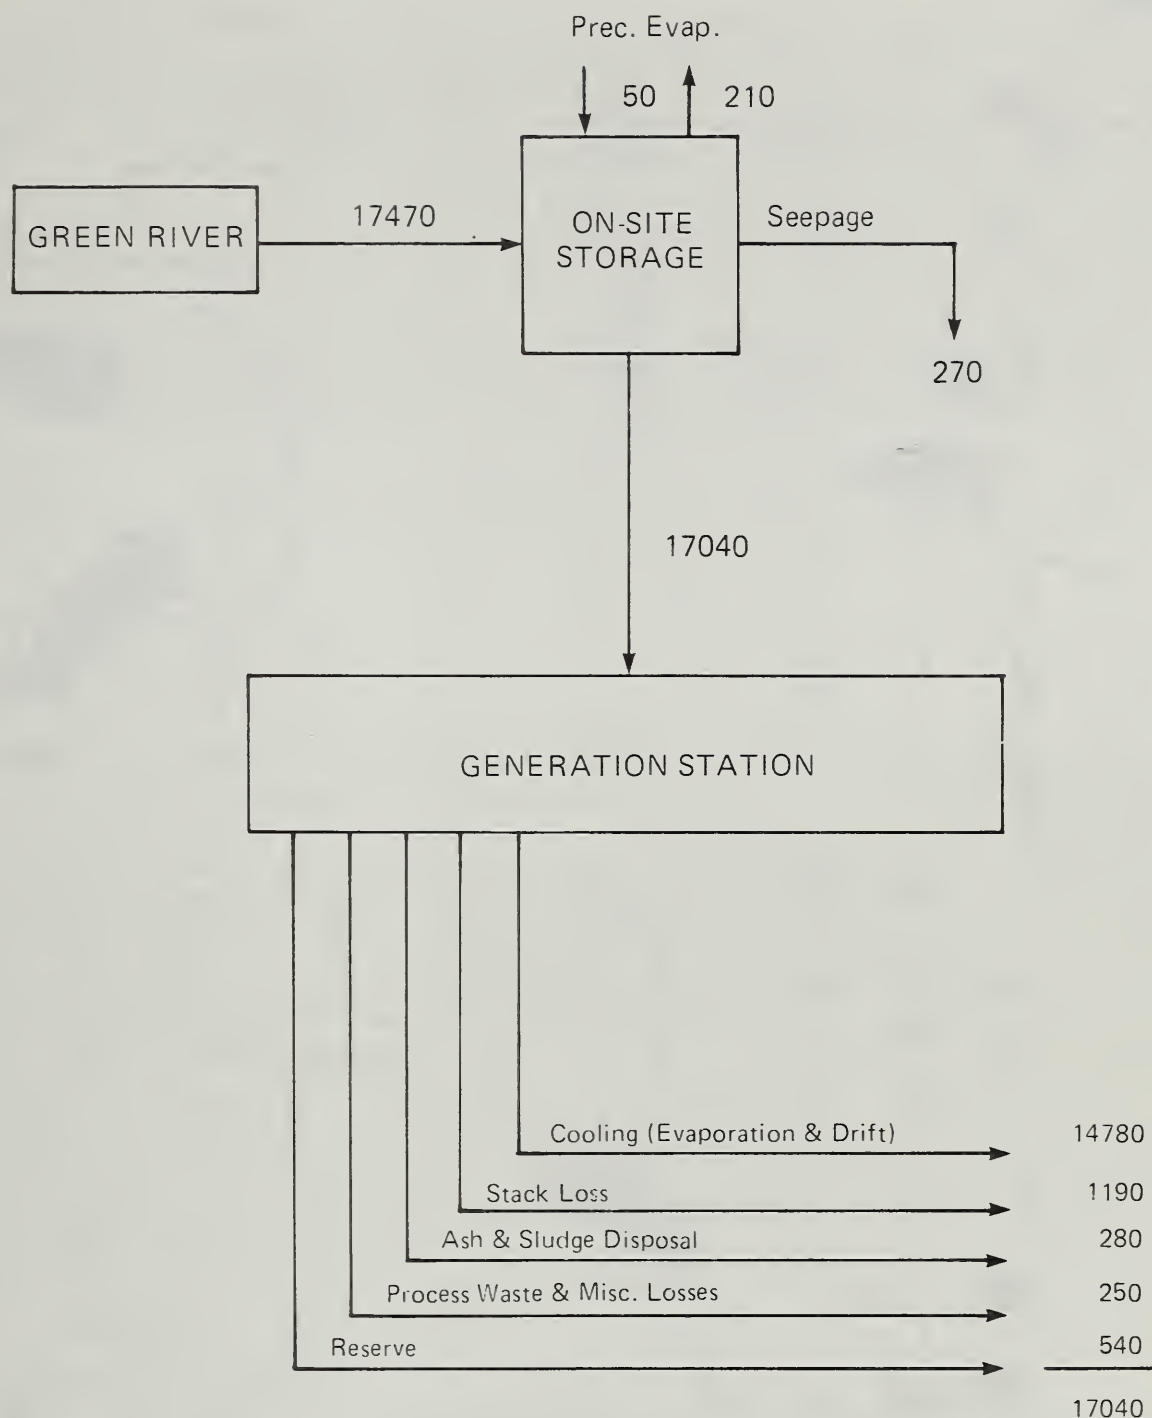 Prec. Evap.
50 210
GREEN RIVER
17470
ON-SITE
STORAGE
Seepage
270
17040
GENERATION STATION
Cooling (Evaporation & Drift) 14780
Stack Loss 1190
Ash & Sludge Disposal 280
Process Waste & Misc. Losses 250
Reserve 540
17040